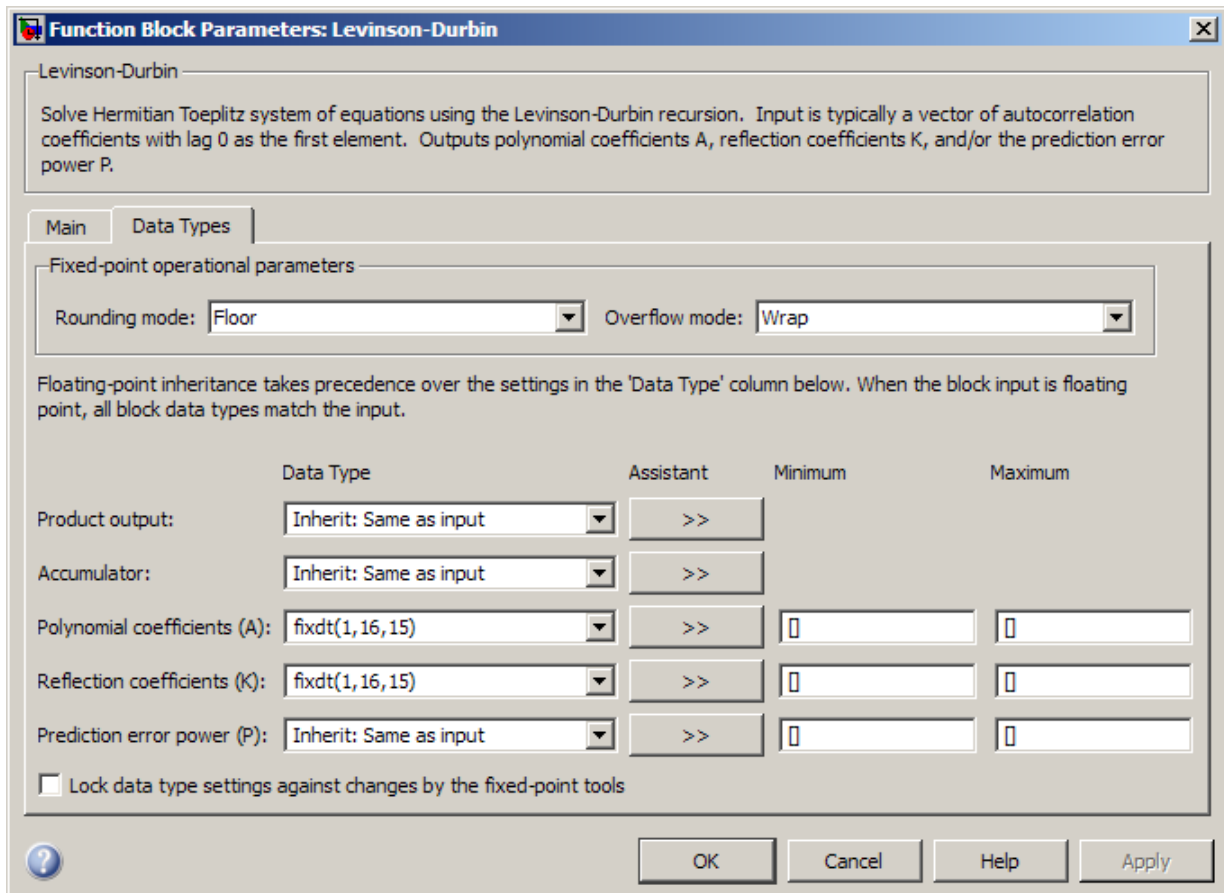 Function Block Parameters: Levinson-Durbin
Levinson-Durbin
Solve Hermitian Toeplitz system of equations using the Levinson-Durbin recursion.  Input is typically a vector of autocorrelation
coefficients with lag 0 as the first element.  Outputs polynomial coefficients A, reflection coefficients K, and/or the prediction error
power P.
Main Data Types
Fixed-point operational parameters
Rounding mode: Floor Overflow mode: Wrap
Floating-point inheritance takes precedence over the settings in the 'Data Type' column below. When the block input is floating
point, all block data types match the input.
Data Type Assistant Minimum Maximum
Product output: Inherit: Same as input >>
Accumulator: Inherit: Same as input >>
Polynomial coefficients (A): fixdt(1,16,15) >> [] []
Reflection coefficients (K): fixdt(1,16,15) >> [] []
Prediction error power (P): Inherit: Same as input >> [] []
Lock data type settings against changes by the fixed-point tools
? OK Cancel Help Apply